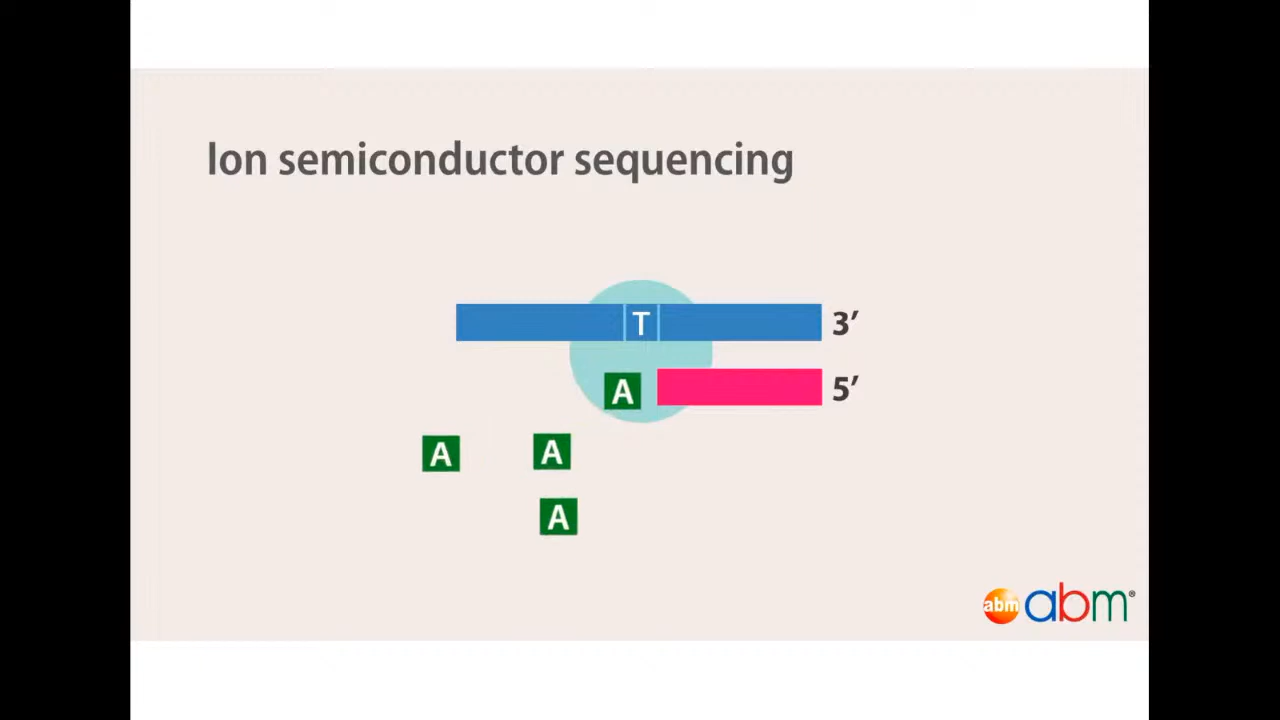 Ion semiconductor sequencing
T
3′
A
5′
A
A
A
abm abm®